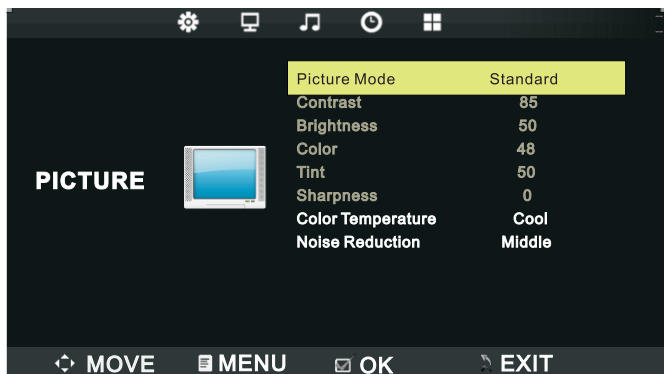 Picture Mode Standard
Contrast 85
Brightness 50
Color 48
Tint 50
Sharpness 0
Color Temperature Cool
Noise Reduction Middle
PICTURE
MOVE MENU OK EXIT